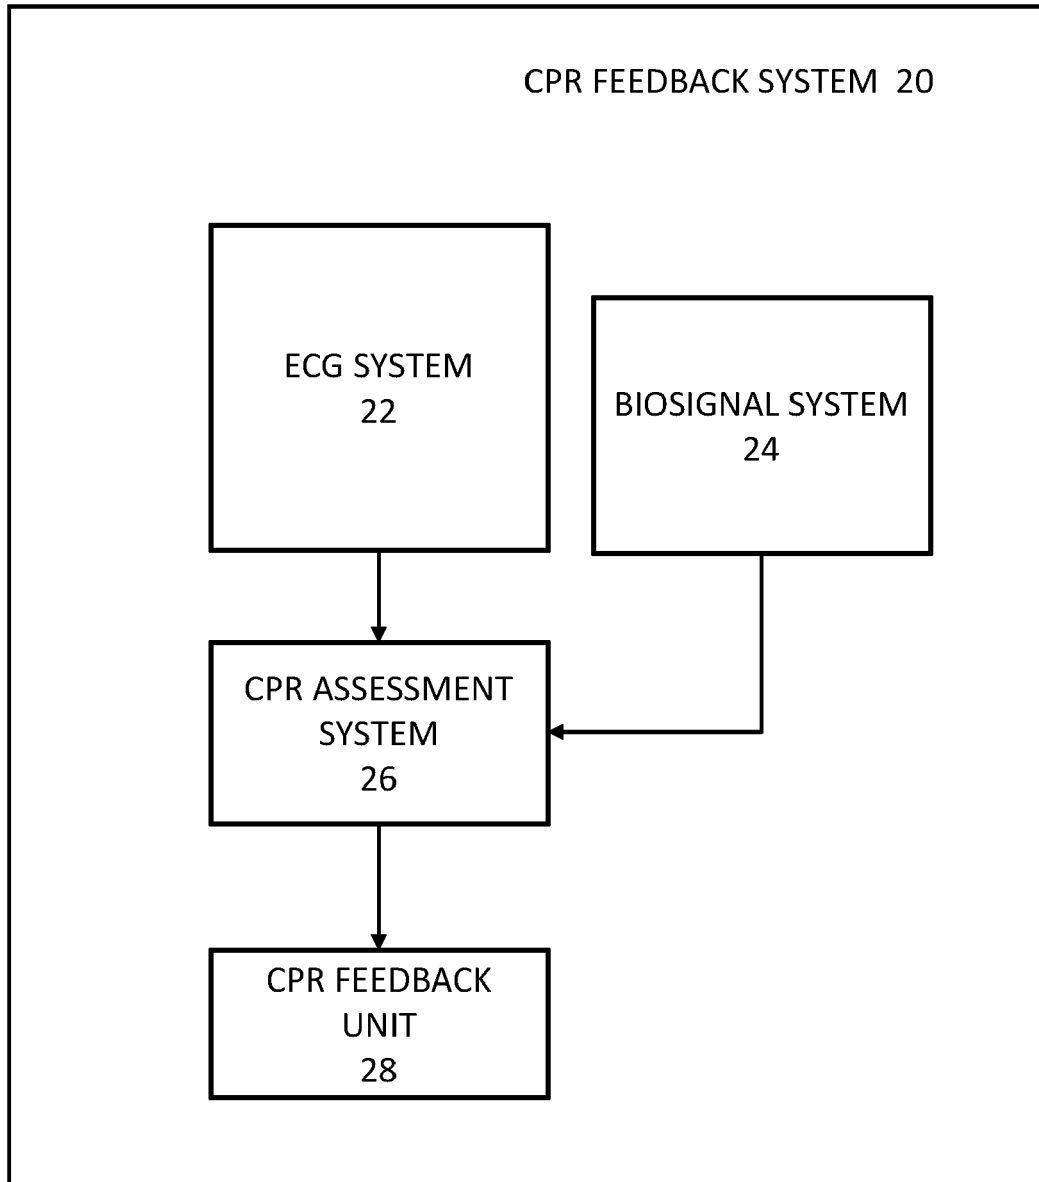 CPR FEEDBACK SYSTEM 20
ECG SYSTEM
22
BIOSIGNAL SYSTEM
24
CPR ASSESSMENT
SYSTEM
26
CPR FEEDBACK
UNIT
28